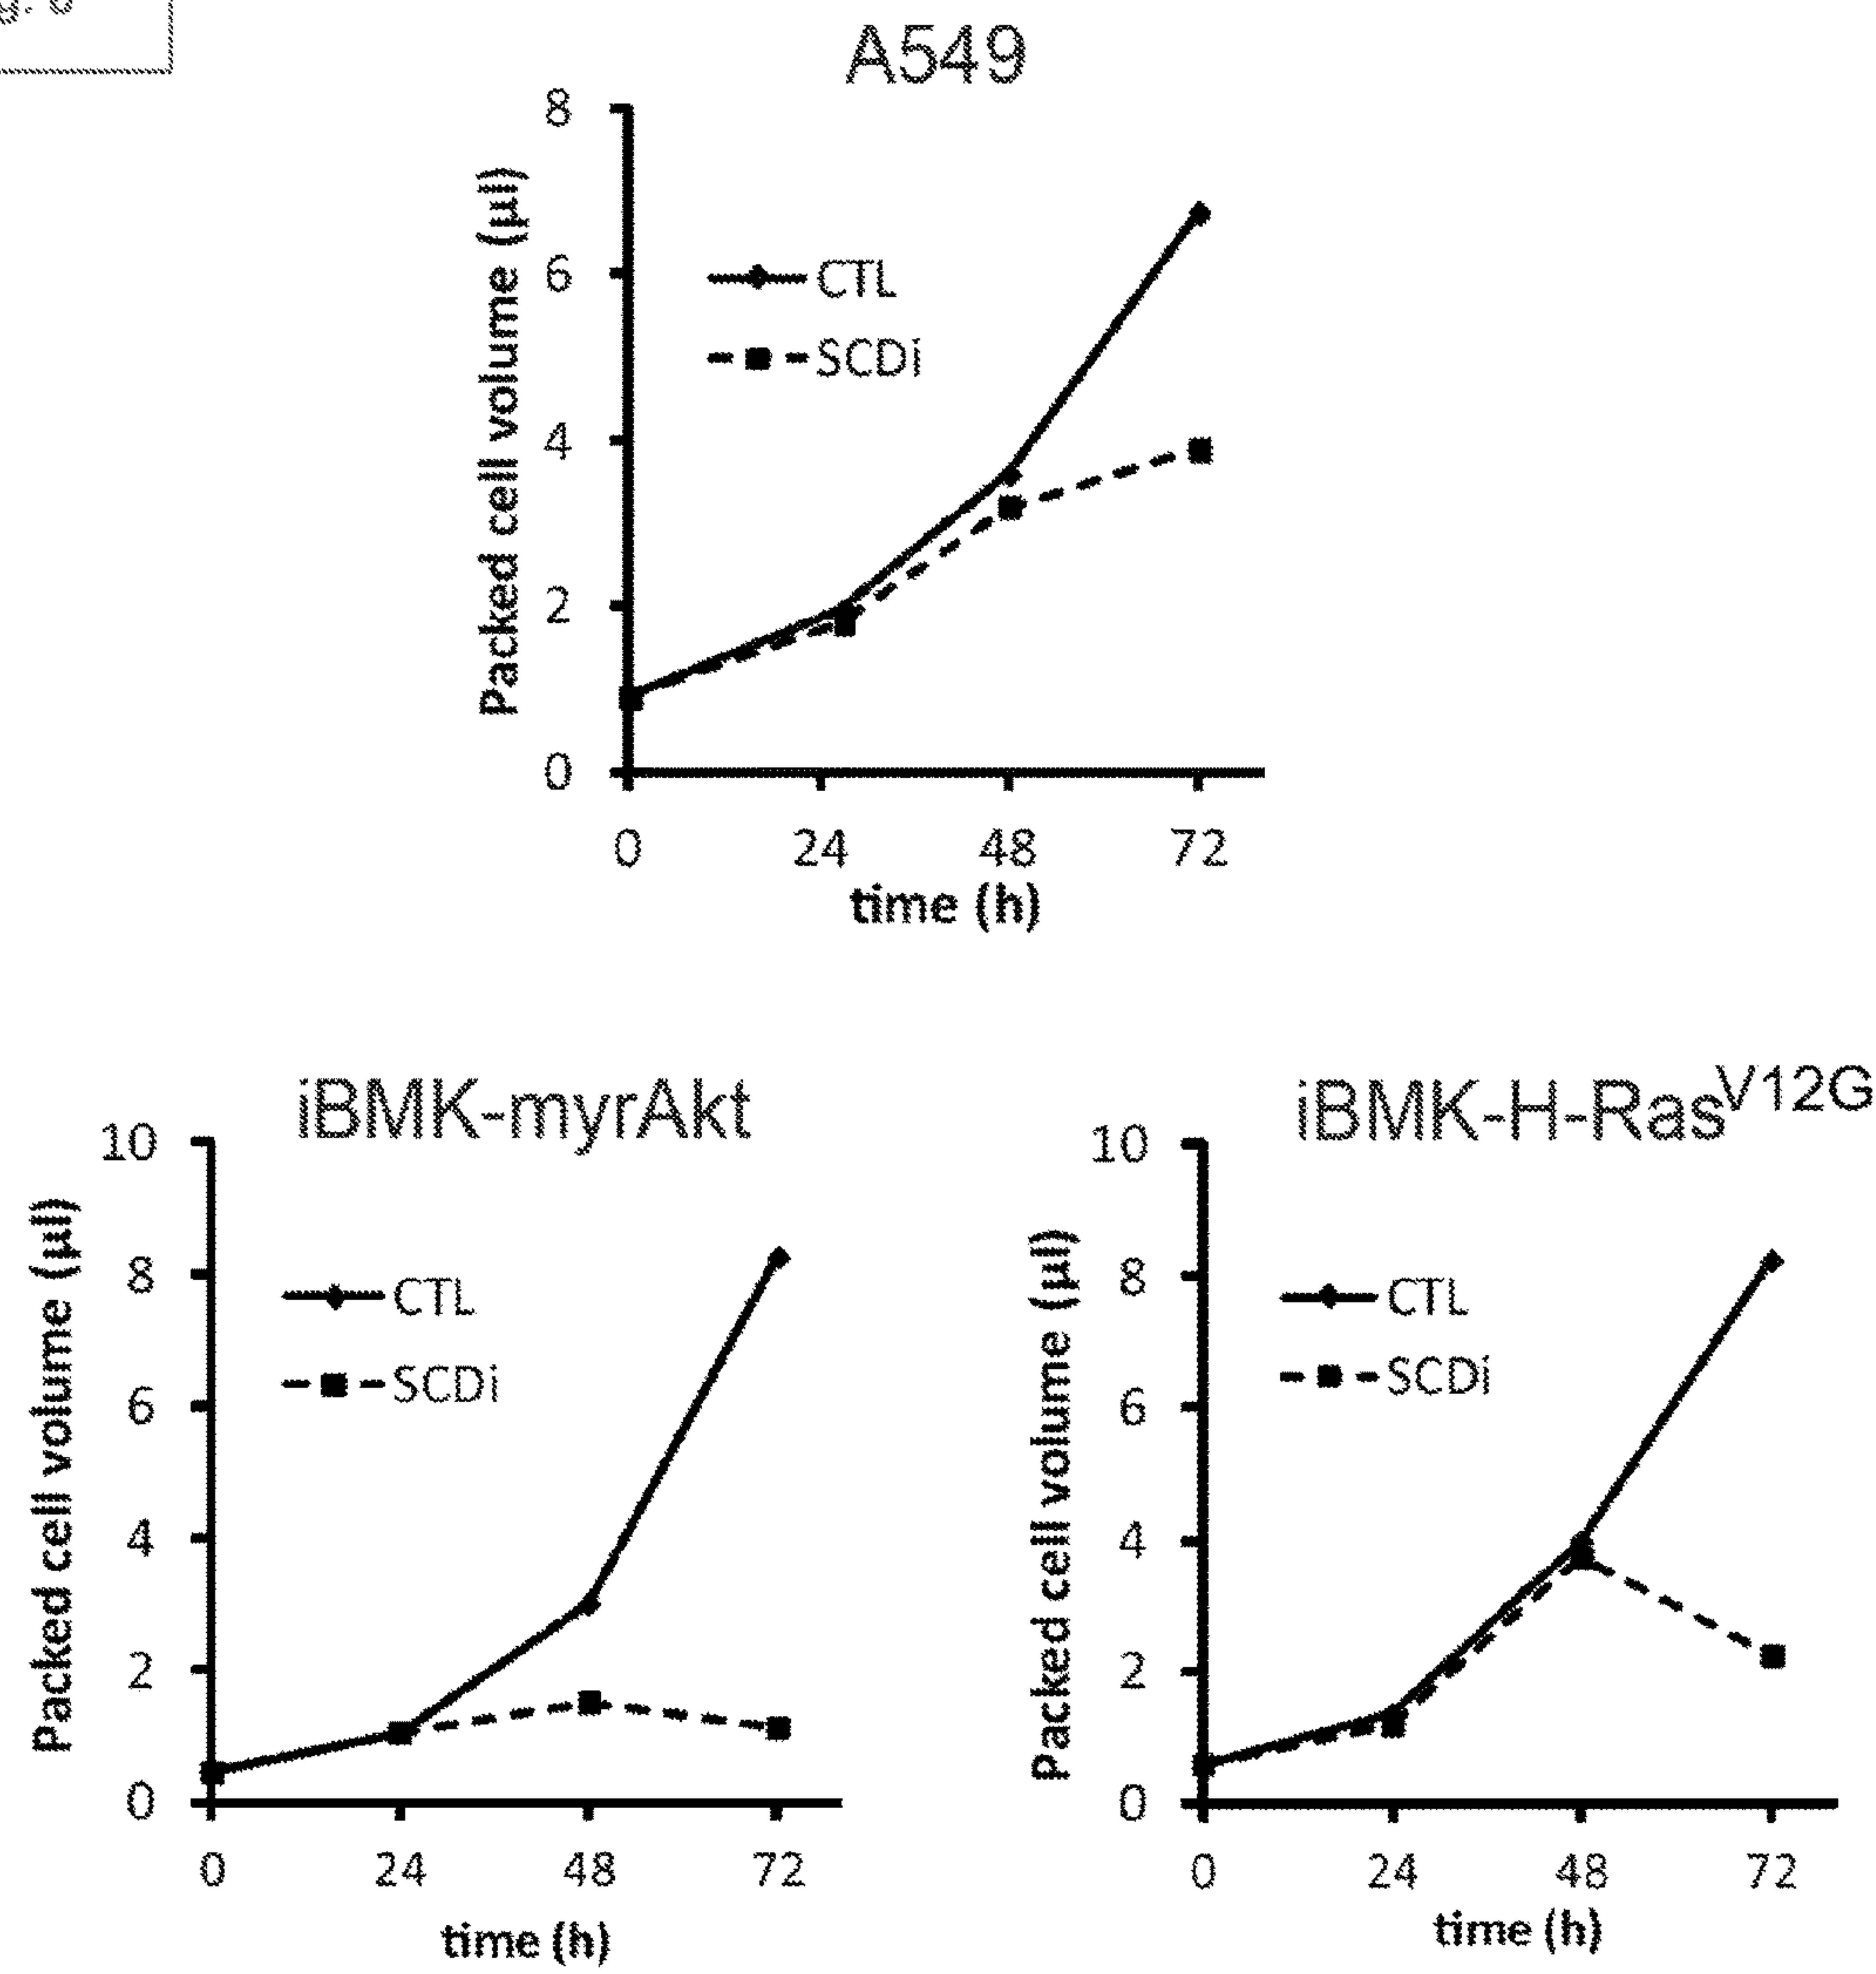 A549
8
6
4
2
0
Packed cell volume (µl)
CTL
SCDi
0 24 48 72
time (h)
iBMK-myrAkt
10
8
6
4
2
0
Packed cell volume (µl)
CTL
SCDi
0 24 48 72
time (h)
iBMK-H-RasV12G
10
8
6
4
2
0
Packed cell volume (µl)
CTL
SCDi
0 24 48 72
time (h)